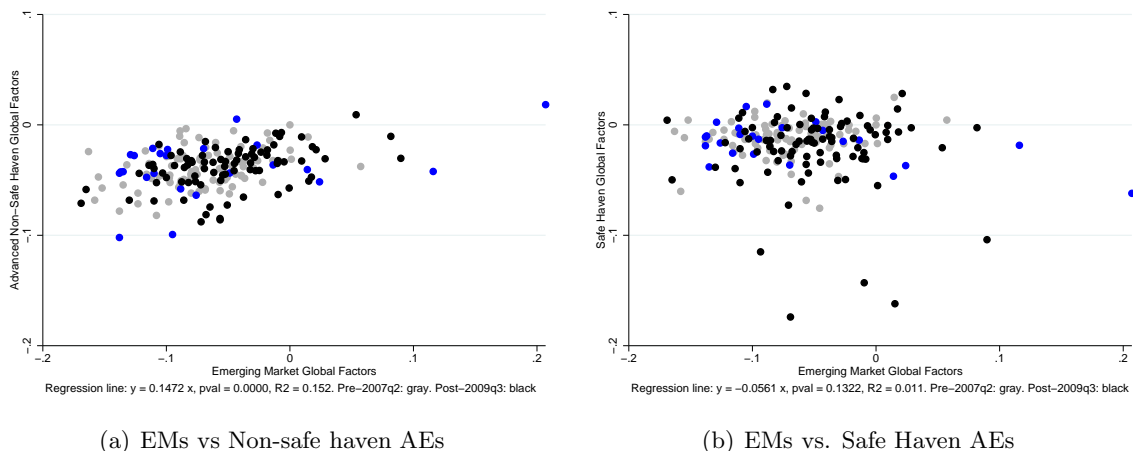 .1
0
−.1
−.2
Advanced Non−Safe Haven Global Factors
−.2 −.1 0 .1 .2
Emerging Market Global Factors
Regression line: y = 0.1472 x, pval = 0.0000, R2 = 0.152. Pre−2007q2: gray. Post−2009q3: black
(a) EMs vs Non-safe haven AEs
.1
0
−.1
−.2
Safe Haven Global Factors
−.2 −.1 0 .1 .2
Emerging Market Global Factors
Regression line: y = −0.0561 x, pval = 0.1322, R2 = 0.011. Pre−2007q2: gray. Post−2009q3: black
(b) EMs vs. Safe Haven AEs